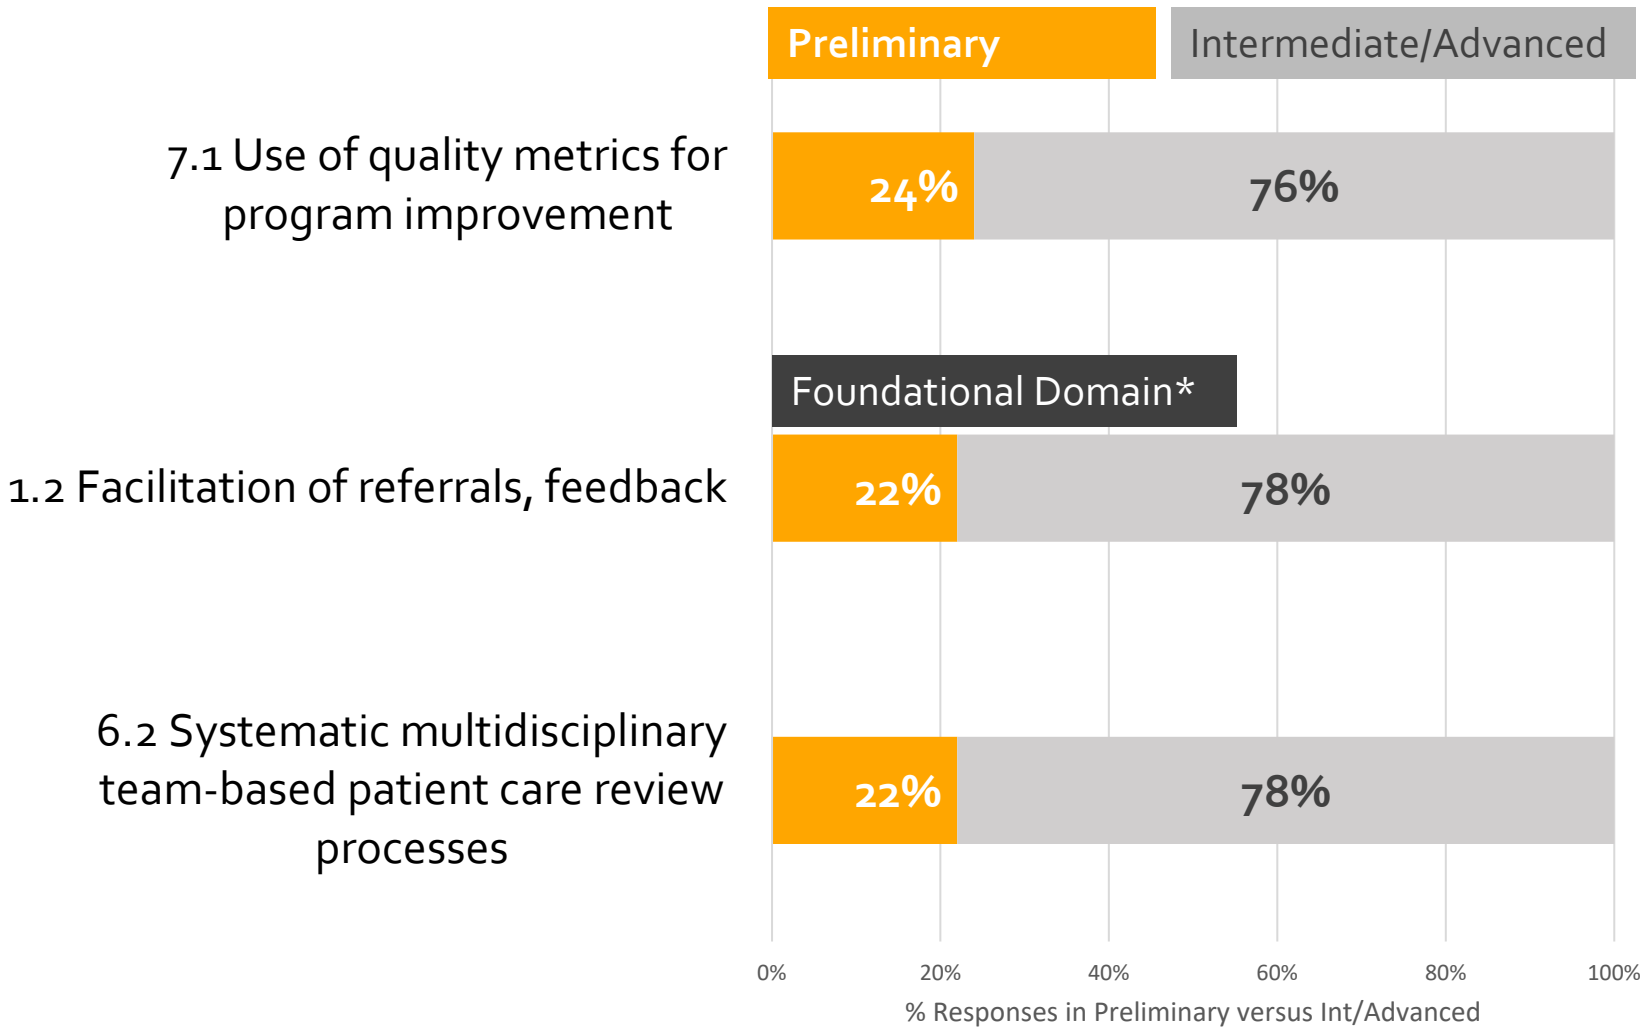 Preliminary
Intermediate/Advanced
7.1 Use of quality metrics for
program improvement
24%
76%
Foundational Domain*
1.2 Facilitation of referrals, feedback
22%
78%
6.2 Systematic multidisciplinary
team-based patient care review
processes
22%
78%
0%
20%
40%
60%
80%
100%
% Responses in Preliminary versus Int/Advanced